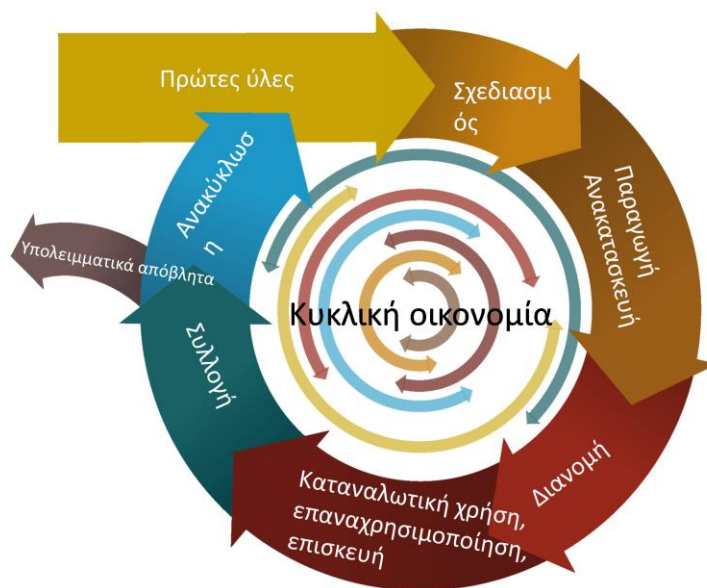 Πρώτες ύλες
Σχεδιασμ
ός
Παραγωγή
Ανακατασκευή
Διανομή
Καταναλωτική χρήση,
επαναχρησιμοποίηση,
επισκευή
Συλλογή
Υπολειμματικά απόβλητα
Ανακύκλωσ
η
Κυκλική οικονομία